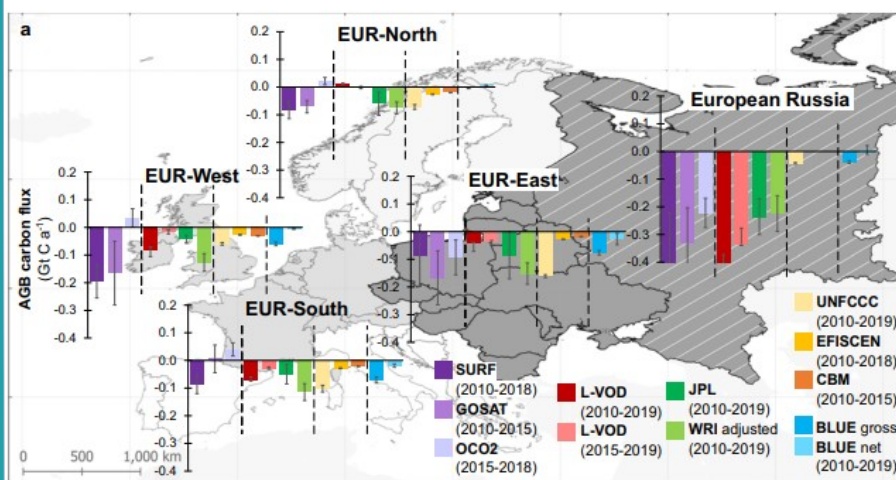 a
EUR-North
0.2
0.1
0.0
-0.1
-0.2
-0.3
-0.4
European Russia
0.2
0.1
0.0
-0.1
-0.2
-0.3
-0.4
EUR-West
0.2
0.1
0.0
-0.1
-0.2
-0.3
-0.4
AGB carbon flux
(Gt C a⁻¹)
EUR-East
0.2
0.1
0.0
-0.1
-0.2
-0.3
-0.4
EUR-South
0.2
0.1
0.0
-0.1
-0.2
-0.3
-0.4
SURF
(2010-2018)
GOSAT
(2010-2015)
OCO2
(2015-2018)
L-VOD
(2010-2019)
L-VOD
(2015-2019)
JPL
(2010-2019)
WRI adjusted
(2010-2019)
UNFCCC
(2010-2019)
EFISCEN
(2010-2018)
CBM
(2010-2015)
BLUE gross
BLUE net
(2010-2019)
0 500 1,000 km